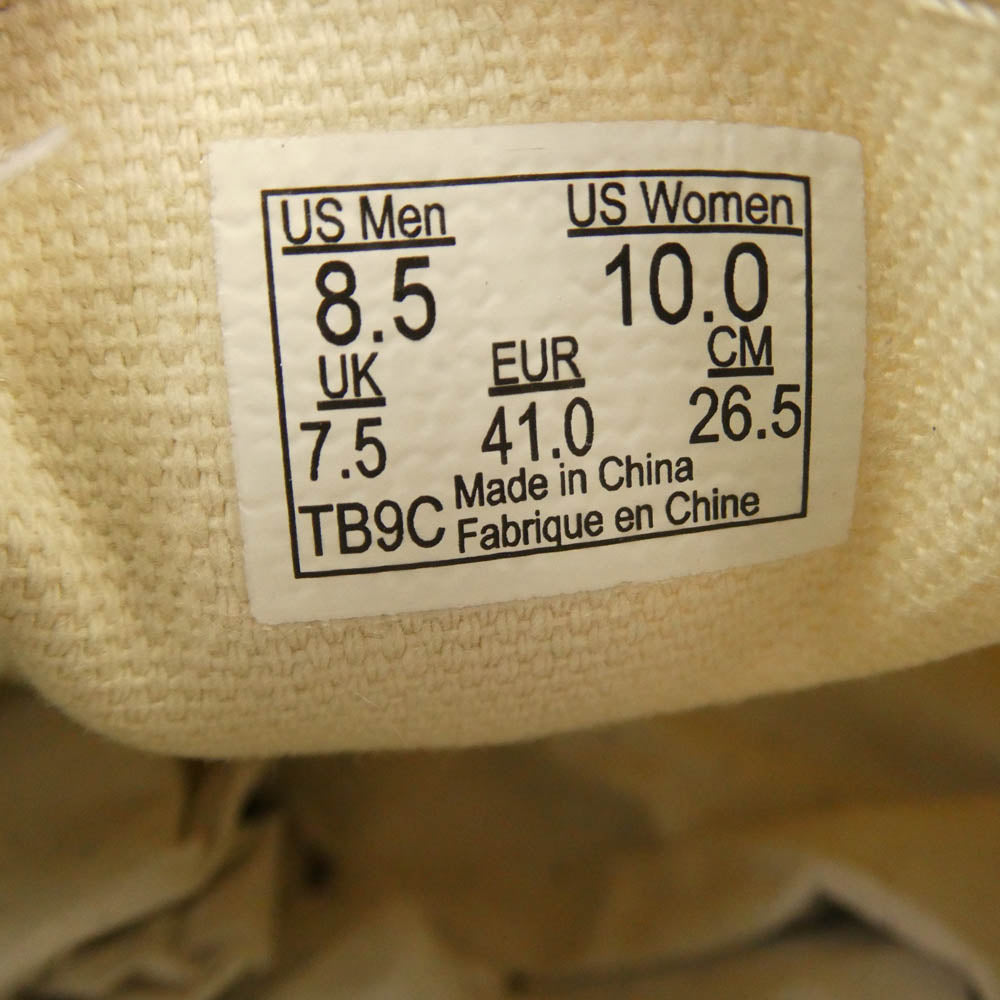 US Men US Women
8.5 10.0
UK EUR CM
7.5 41.0 26.5
TB9C Made in China
Fabrique en Chine